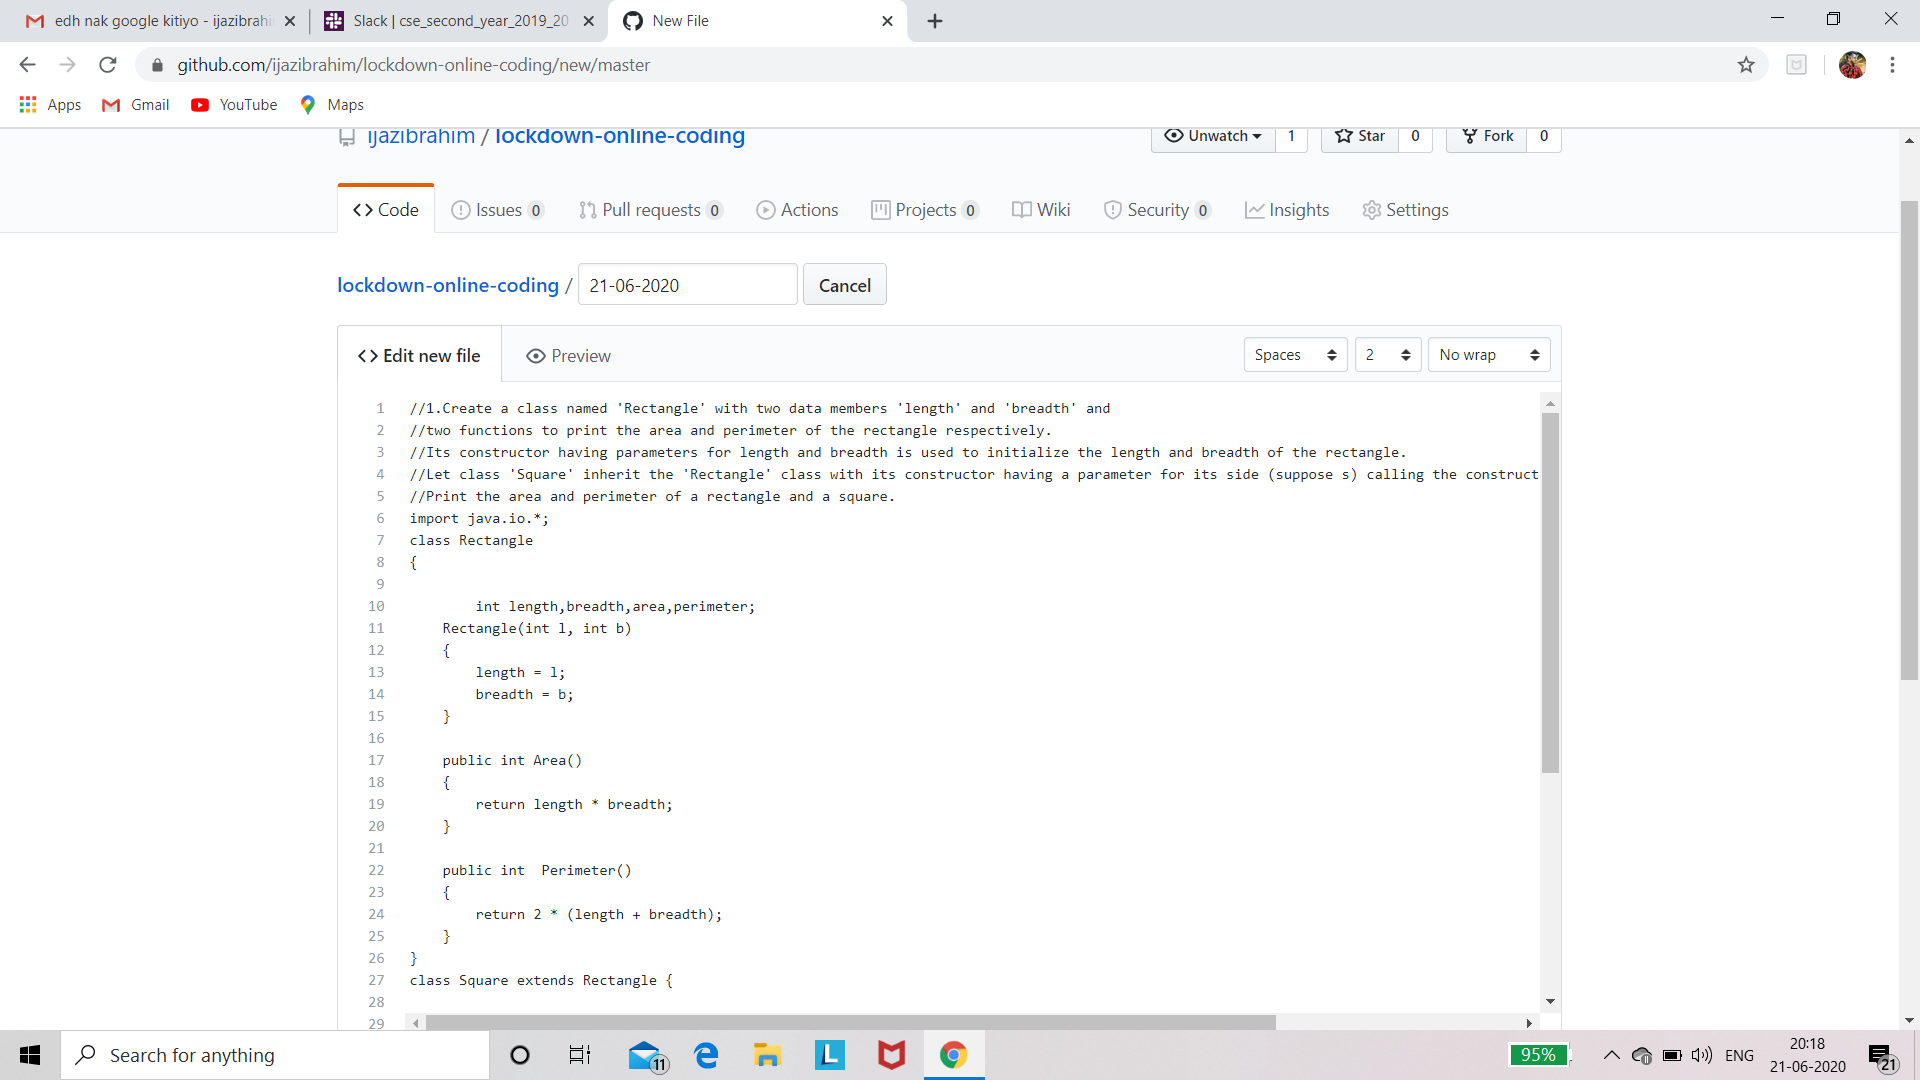 edh nak google kitiyo - ijazibrahi
Slack | cse_second_year_2019_20
New File
github.com/ijazibrahim/lockdown-online-coding/new/master
Apps
Gmail
YouTube
Maps
ijazibrahim / lockdown-online-coding
Unwatch 1
Star 0
Fork 0
Code
Issues 0
Pull requests 0
Actions
Projects 0
Wiki
Security 0
Insights
Settings
lockdown-online-coding / 21-06-2020
Cancel
Edit new file
Preview
Spaces
2
No wrap
1 //1.Create a class named 'Rectangle' with two data members 'length' and 'breadth' and
2 //two functions to print the area and perimeter of the rectangle respectively.
3 //Its constructor having parameters for length and breadth is used to initialize the length and breadth of the rectangle.
4 //Let class 'Square' inherit the 'Rectangle' class with its constructor having a parameter for its side (suppose s) calling the construct
5 //Print the area and perimeter of a rectangle and a square.
6 import java.io.*;
7 class Rectangle
8 {
9
10 int length,breadth,area,perimeter;
11 Rectangle(int l, int b)
12 {
13 length = l;
14 breadth = b;
15 }
16
17 public int Area()
18 {
19 return length * breadth;
20 }
21
22 public int  Perimeter()
23 {
24 return 2 * (length + breadth);
25 }
26 }
27 class Square extends Rectangle {
28
29
Search for anything
11
L
95%
ENG
20:18
21-06-2020
21